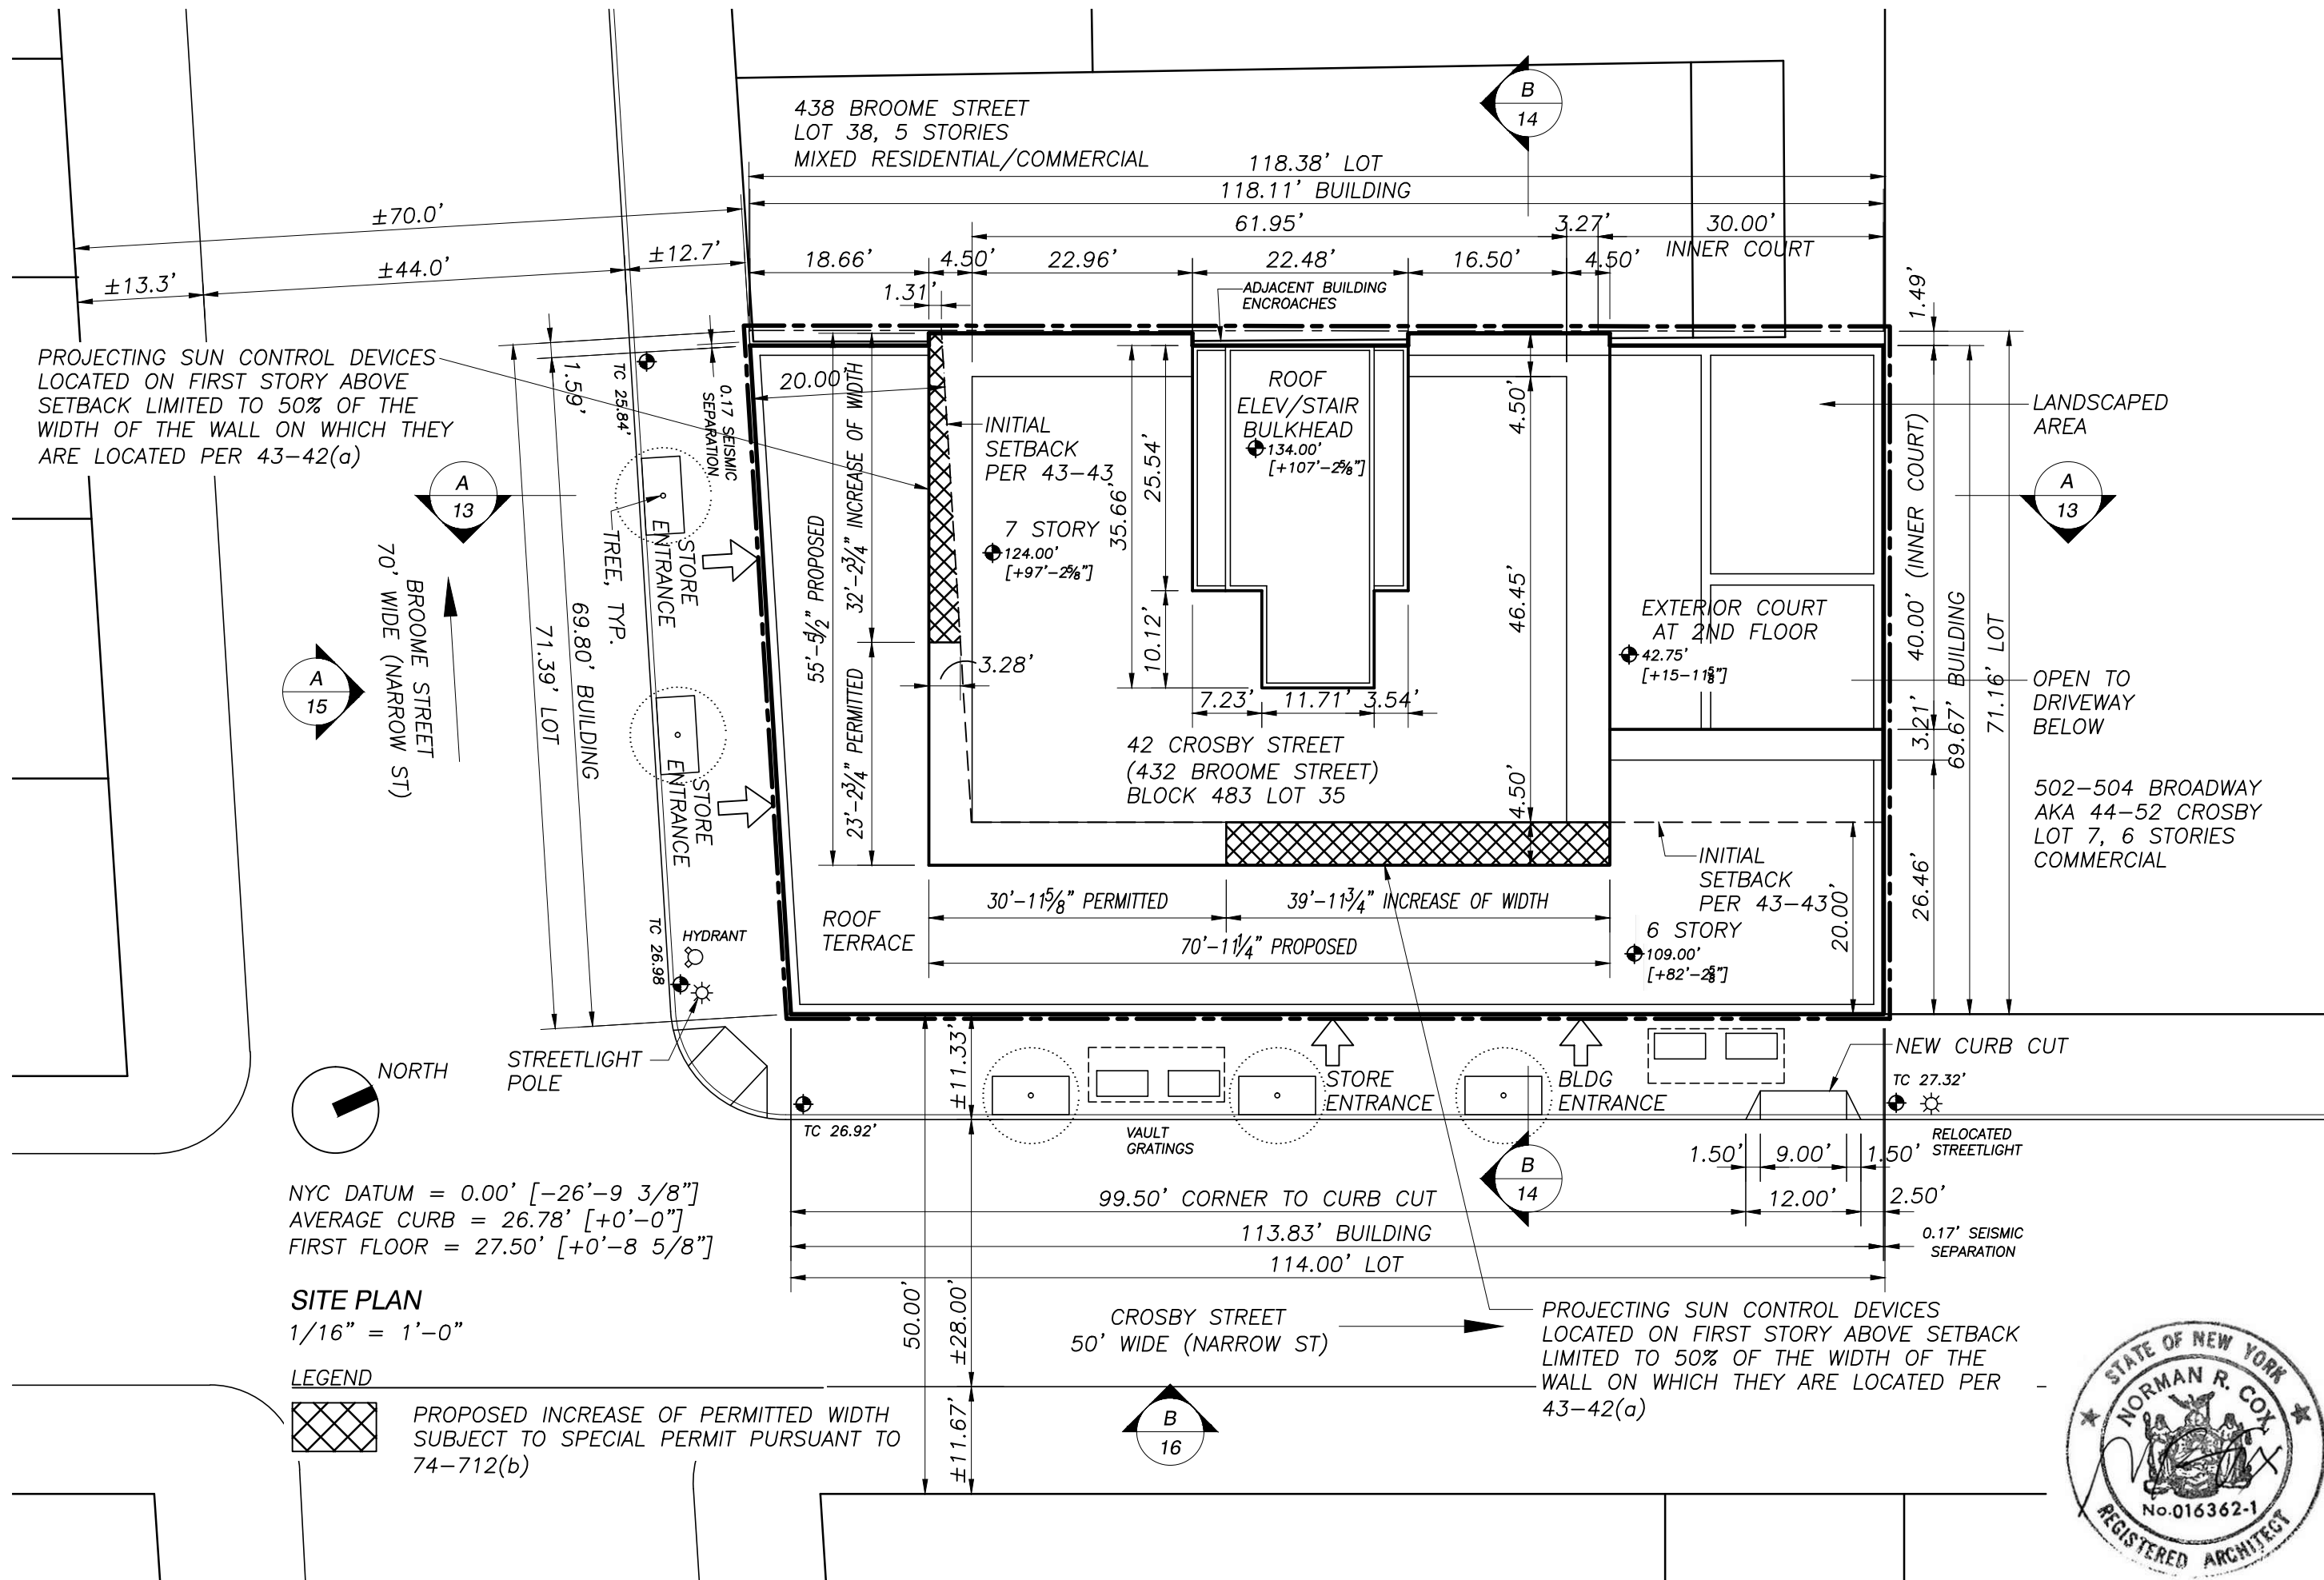 438 BROOME STREET
LOT 38, 5 STORIES
MIXED RESIDENTIAL/COMMERCIAL
B
14
118.38' LOT
118.11' BUILDING
±70.0'
61.95'
3.27'
30.00'
INNER COURT
±13.3'
±44.0'
±12.7'
18.66'
4.50'
22.96'
22.48'
16.50'
4.50'
1.31'
ADJACENT BUILDING
ENCROACHES
1.49'
PROJECTING SUN CONTROL DEVICES
LOCATED ON FIRST STORY ABOVE
SETBACK LIMITED TO 50% OF THE
WIDTH OF THE WALL ON WHICH THEY
ARE LOCATED PER 43-42(a)
1.59'
TC 25.84'
0.17 SEISMIC
SEPARATION
20.00'
INITIAL
SETBACK
PER 43-43
ROOF
ELEV/STAIR
BULKHEAD
134.00'
[+107'-2⅝"]
4.50'
LANDSCAPED
AREA
A
13
A
13
7 STORY
124.00'
[+97'-2⅝"]
35.66'
25.54'
10.12'
46.45'
40.00' (INNER COURT)
STORE
ENTRANCE
TREE, TYP.
55'-5½" PROPOSED
32'-2¾" INCREASE OF WIDTH
23'-2¾" PERMITTED
3.28'
EXTERIOR COURT
AT 2ND FLOOR
42.75'
[+15-11⅝"]
BROOME STREET
70' WIDE (NARROW ST)
A
15
71.39' LOT
69.80' BUILDING
7.23'
11.71'
3.54'
3.21'
69.67' BUILDING
71.16' LOT
OPEN TO
DRIVEWAY
BELOW
42 CROSBY STREET
(432 BROOME STREET)
BLOCK 483 LOT 35
4.50'
502-504 BROADWAY
AKA 44-52 CROSBY
LOT 7, 6 STORIES
COMMERCIAL
STORE
ENTRANCE
INITIAL
SETBACK
PER 43-43
26.46'
20.00'
30'-11⅝" PERMITTED
39'-11¾" INCREASE OF WIDTH
70'-11¼" PROPOSED
ROOF
TERRACE
6 STORY
109.00'
[+82'-2⅝"]
HYDRANT
TC 26.98
STREETLIGHT
POLE
NORTH
±11.33'
STORE
ENTRANCE
BLDG
ENTRANCE
NEW CURB CUT
TC 27.32'
TC 26.92'
VAULT
GRATINGS
RELOCATED
STREETLIGHT
1.50'
9.00'
1.50'
B
14
99.50' CORNER TO CURB CUT
12.00'
2.50'
113.83' BUILDING
0.17' SEISMIC
SEPARATION
114.00' LOT
NYC DATUM = 0.00' [-26'-9 3/8"]
AVERAGE CURB = 26.78' [+0'-0"]
FIRST FLOOR = 27.50' [+0'-8 5/8"]
SITE PLAN
1/16" = 1'-0"
50.00'
±28.00'
CROSBY STREET
50' WIDE (NARROW ST)
PROJECTING SUN CONTROL DEVICES
LOCATED ON FIRST STORY ABOVE SETBACK
LIMITED TO 50% OF THE WIDTH OF THE
WALL ON WHICH THEY ARE LOCATED PER
43-42(a)
LEGEND
PROPOSED INCREASE OF PERMITTED WIDTH
SUBJECT TO SPECIAL PERMIT PURSUANT TO
74-712(b)
±11.67'
B
16
STATE OF NEW YORK
NORMAN R. COX
No.016362-1
REGISTERED ARCHITECT